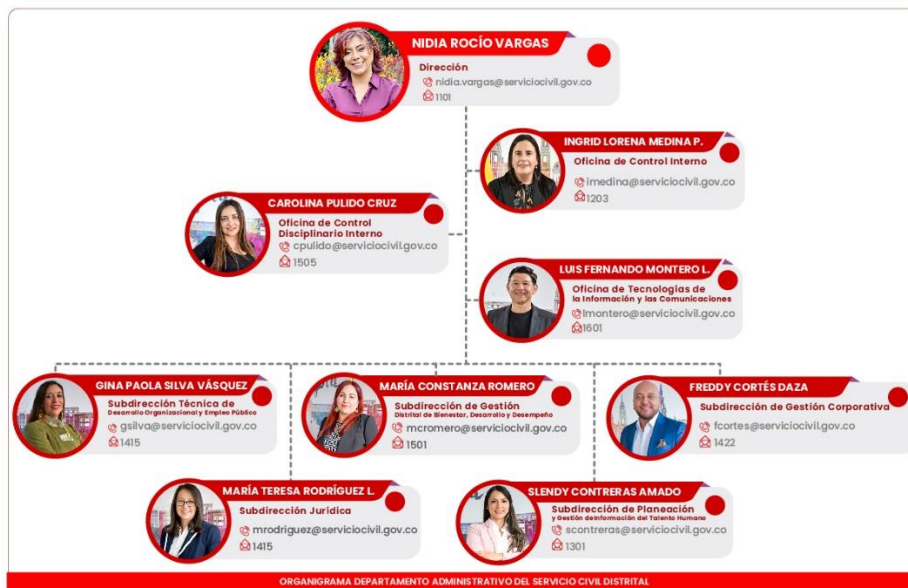 NIDIA ROCÍO VARGAS
Dirección
nidia.vargas@serviciocivil.gov.co
1101
INGRID LORENA MEDINA P.
Oficina de Control Interno
imedina@serviciocivil.gov.co
1203
CAROLINA PULIDO CRUZ
Oficina de Control
Disciplinario Interno
cpulido@serviciocivil.gov.co
1505
LUIS FERNANDO MONTERO L.
Oficina de Tecnologías de
la Información y las Comunicaciones
lmontero@serviciocivil.gov.co
1601
GINA PAOLA SILVA VÁSQUEZ
Subdirección Técnica de
Desarrollo Organizacional y Empleo Público
gsilva@serviciocivil.gov.co
1415
MARÍA CONSTANZA ROMERO
Subdirección de Gestión
Distrital de Bienestar, Desarrollo y Desempeño
mcromero@serviciocivil.gov.co
1501
FREDDY CORTÉS DAZA
Subdirección de Gestión Corporativa
fcortes@serviciocivil.gov.co
1422
MARÍA TERESA RODRÍGUEZ L.
Subdirección Jurídica
mrodriguez@serviciocivil.gov.co
1415
SLENDY CONTRERAS AMADO
Subdirección de Planeación
y Gestión deInformación del Talento Humano
scontreras@serviciocivil.gov.co
1301
ORGANIGRAMA DEPARTAMENTO ADMINISTRATIVO DEL SERVICIO CIVIL DISTRITAL